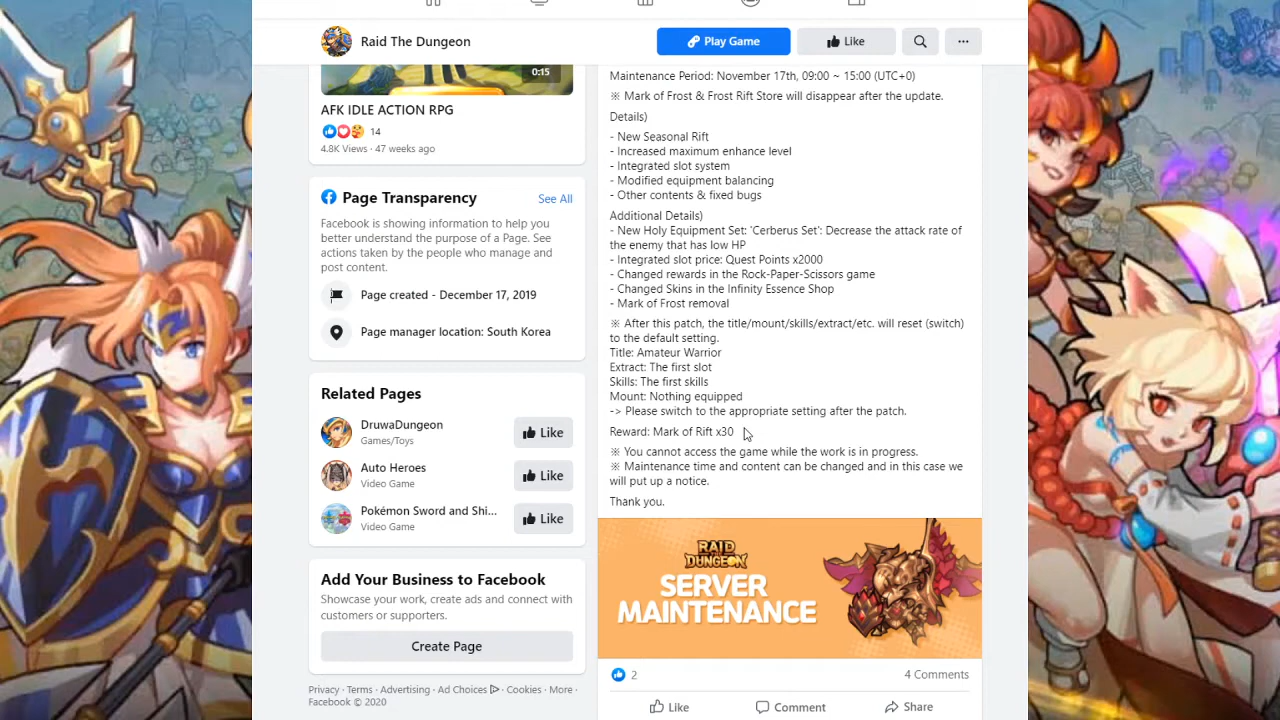 Raid The Dungeon
Play Game
Like
0:15
AFK IDLE ACTION RPG
14
4.8K Views · 47 weeks ago
Page Transparency
See All
Facebook is showing information to help you
better understand the purpose of a Page. See
actions taken by the people who manage and
post content.
Page created - December 17, 2019
Page manager location: South Korea
Related Pages
DruwaDungeon
Games/Toys
Like
Auto Heroes
Video Game
Like
Pokémon Sword and Shi...
Video Game
Like
Add Your Business to Facebook
Showcase your work, create ads and connect with
customers or supporters.
Create Page
Privacy · Terms · Advertising · Ad Choices · Cookies · More ·
Facebook © 2020
Maintenance Period: November 17th, 09:00 ~ 15:00 (UTC+0)
※ Mark of Frost & Frost Rift Store will disappear after the update.
Details)
- New Seasonal Rift
- Increased maximum enhance level
- Integrated slot system
- Modified equipment balancing
- Other contents & fixed bugs
Additional Details)
- New Holy Equipment Set: 'Cerberus Set': Decrease the attack rate of
the enemy that has low HP
- Integrated slot price: Quest Points x2000
- Changed rewards in the Rock-Paper-Scissors game
- Changed Skins in the Infinity Essence Shop
- Mark of Frost removal
※ After this patch, the title/mount/skills/extract/etc. will reset (switch)
to the default setting.
Title: Amateur Warrior
Extract: The first slot
Skills: The first skills
Mount: Nothing equipped
-> Please switch to the appropriate setting after the patch.
Reward: Mark of Rift x30
※ You cannot access the game while the work is in progress.
※ Maintenance time and content can be changed and in this case we
will put up a notice.
Thank you.
RAID
THE
DUNGEON
SERVER
MAINTENANCE
2
4 Comments
Like
Comment
Share